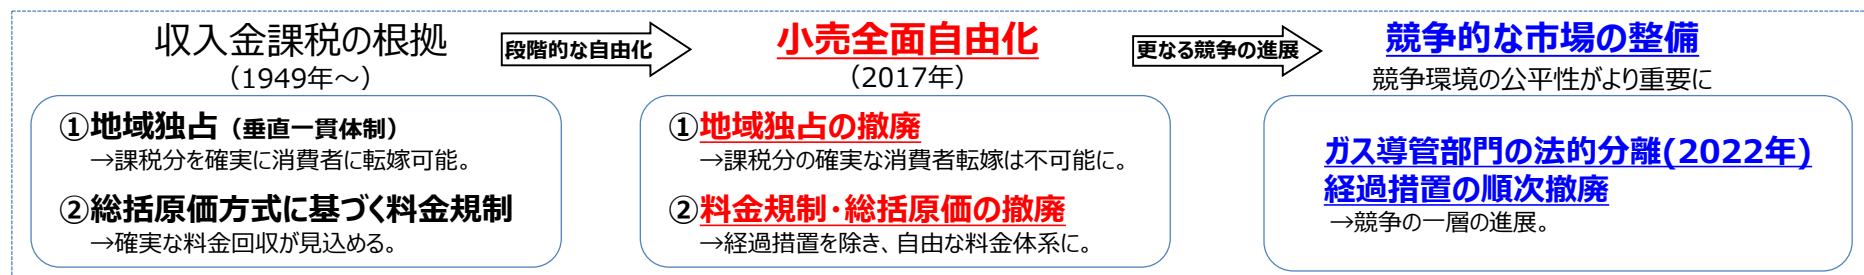 収入金課税の根拠
（1949年～）
①地域独占（垂直一貫体制）
→課税分を確実に消費者に転嫁可能。
②総括原価方式に基づく料金規制
→確実な料金回収が見込める。
段階的な自由化
小売全面自由化
（2017年）
①地域独占の撤廃
→課税分の確実な消費者転嫁は不可能に。
②料金規制・総括原価の撤廃
→経過措置を除き、自由な料金体系に。
更なる競争の進展
競争的な市場の整備
競争環境の公平性がより重要に
ガス導管部門の法的分離(2022年)
経過措置の順次撤廃
→競争の一層の進展。